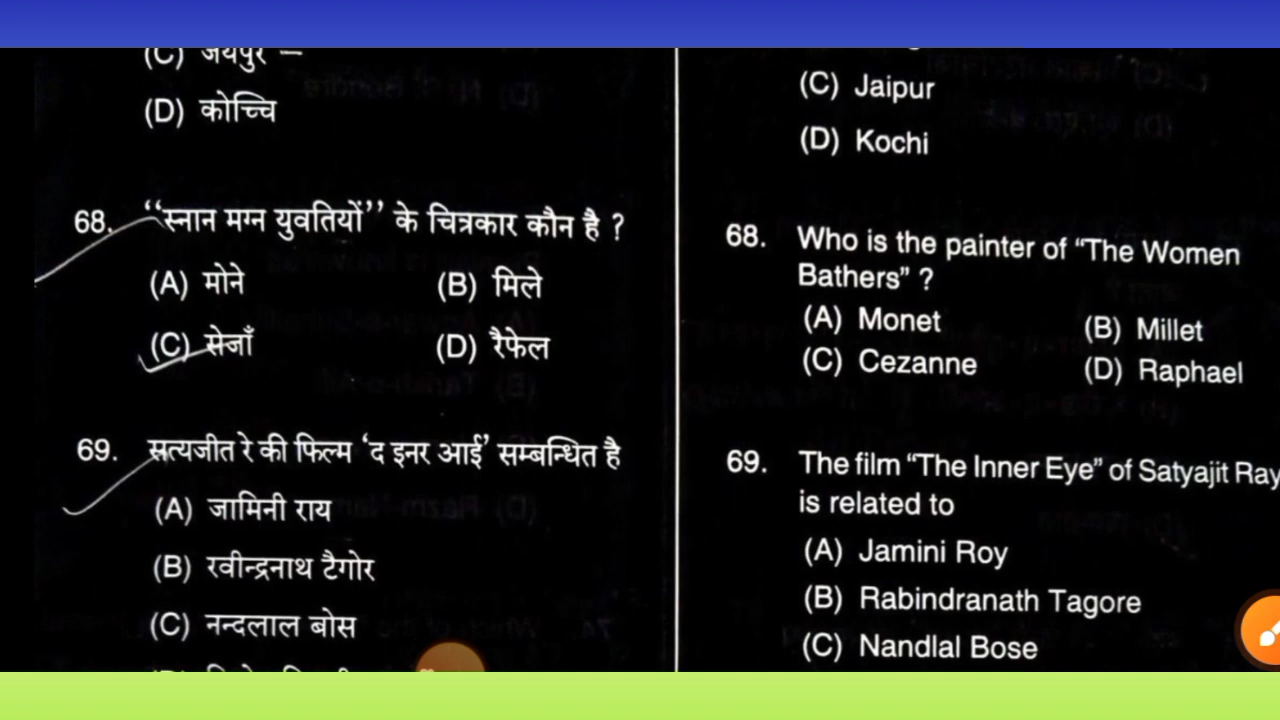 (C) जयपुर
(D) कोच्चि
68. ‘‘स्नान मग्न युवतियों’’ के चित्रकार कौन है ?
(A) मोने (B) मिले
(C) सेजाँ (D) रैफेल
69. सत्यजीत रे की फिल्म ‘द इनर आई’ सम्बन्धित है
(A) जामिनी राय
(B) रवीन्द्रनाथ टैगोर
(C) नन्दलाल बोस
(C) Jaipur
(D) Kochi
68. Who is the painter of “The Women
Bathers” ?
(A) Monet (B) Millet
(C) Cezanne (D) Raphael
69. The film “The Inner Eye” of Satyajit Ray
is related to
(A) Jamini Roy
(B) Rabindranath Tagore
(C) Nandlal Bose